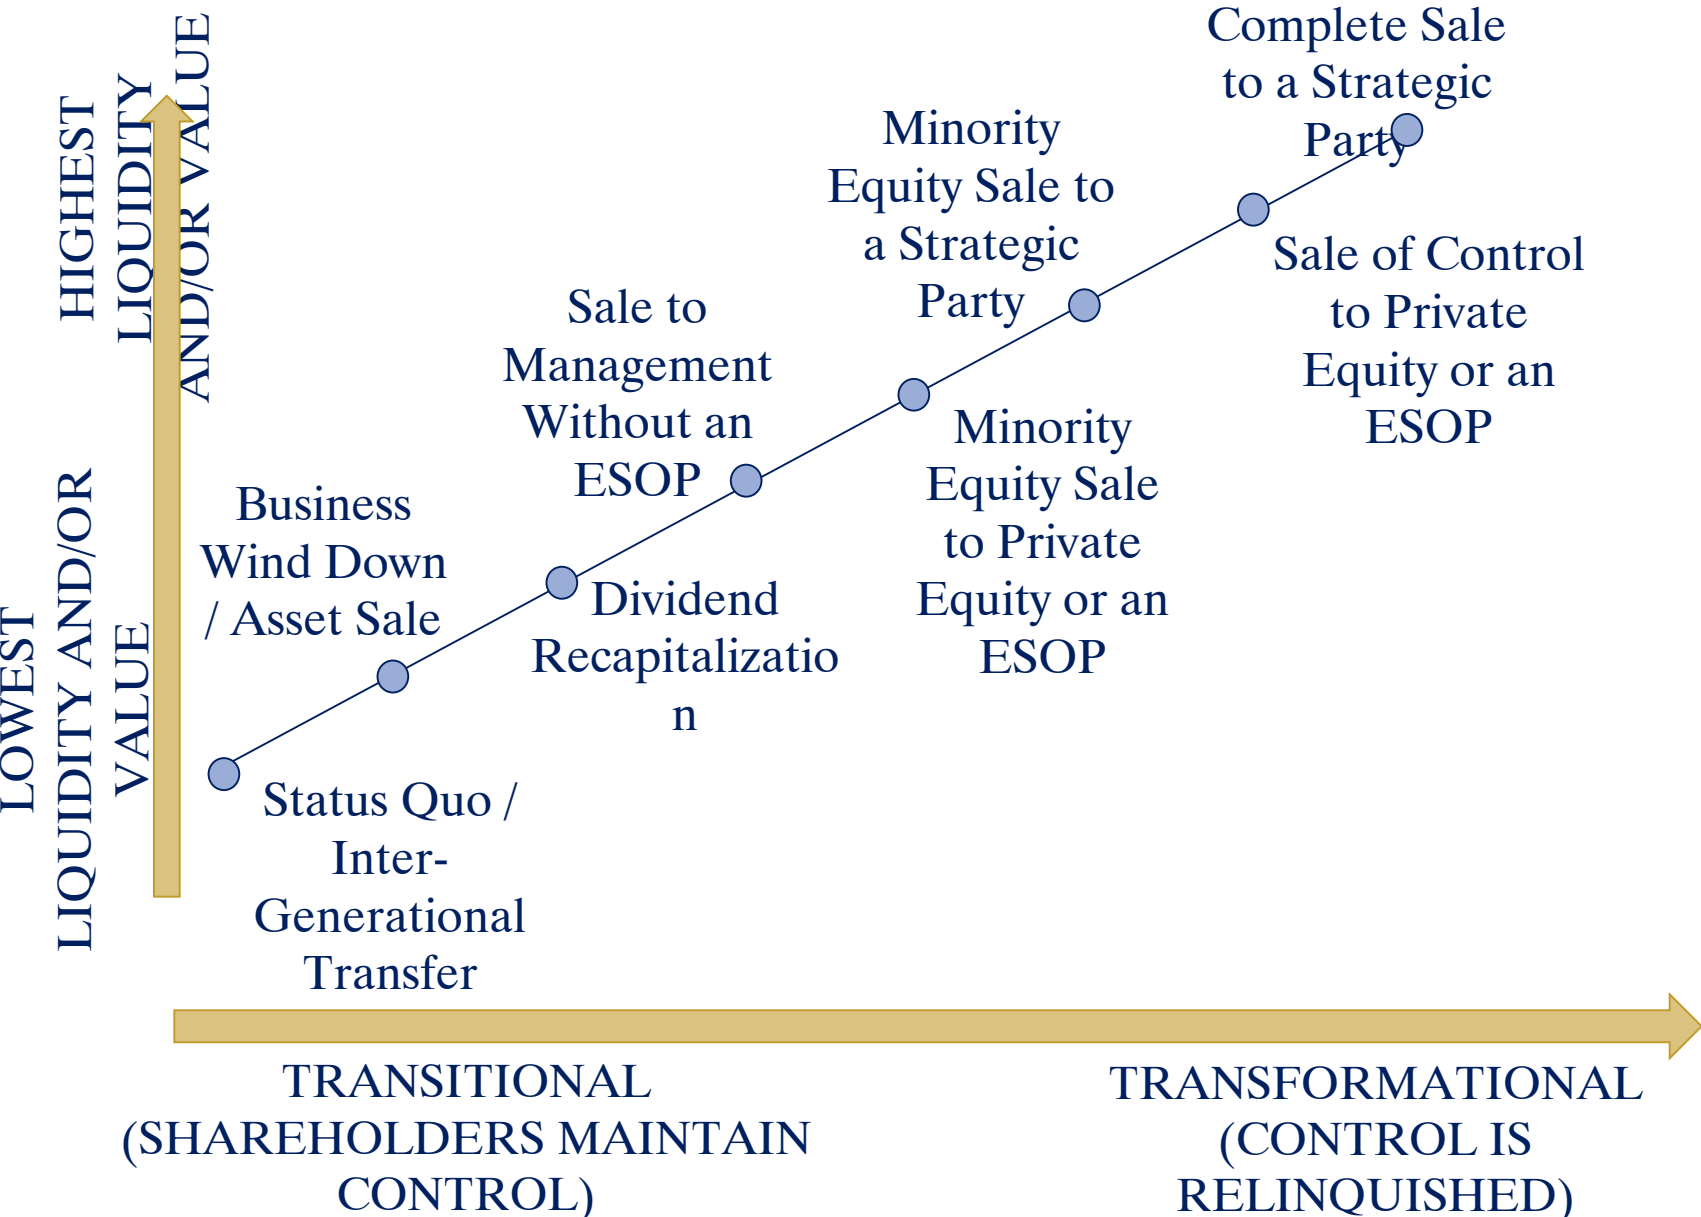 HIGHEST
LIQUIDITY
AND/OR VALUE
LOWEST
LIQUIDITY AND/OR
VALUE
Complete Sale
to a Strategic
Party
Minority
Equity Sale to
a Strategic
Party
Sale of Control
to Private
Equity or an
ESOP
Sale to
Management
Without an
ESOP
Minority
Equity Sale
to Private
Equity or an
ESOP
Business
Wind Down
/ Asset Sale
Dividend
Recapitalizatio
n
Status Quo /
Inter-
Generational
Transfer
TRANSITIONAL
(SHAREHOLDERS MAINTAIN
CONTROL)
TRANSFORMATIONAL
(CONTROL IS
RELINQUISHED)